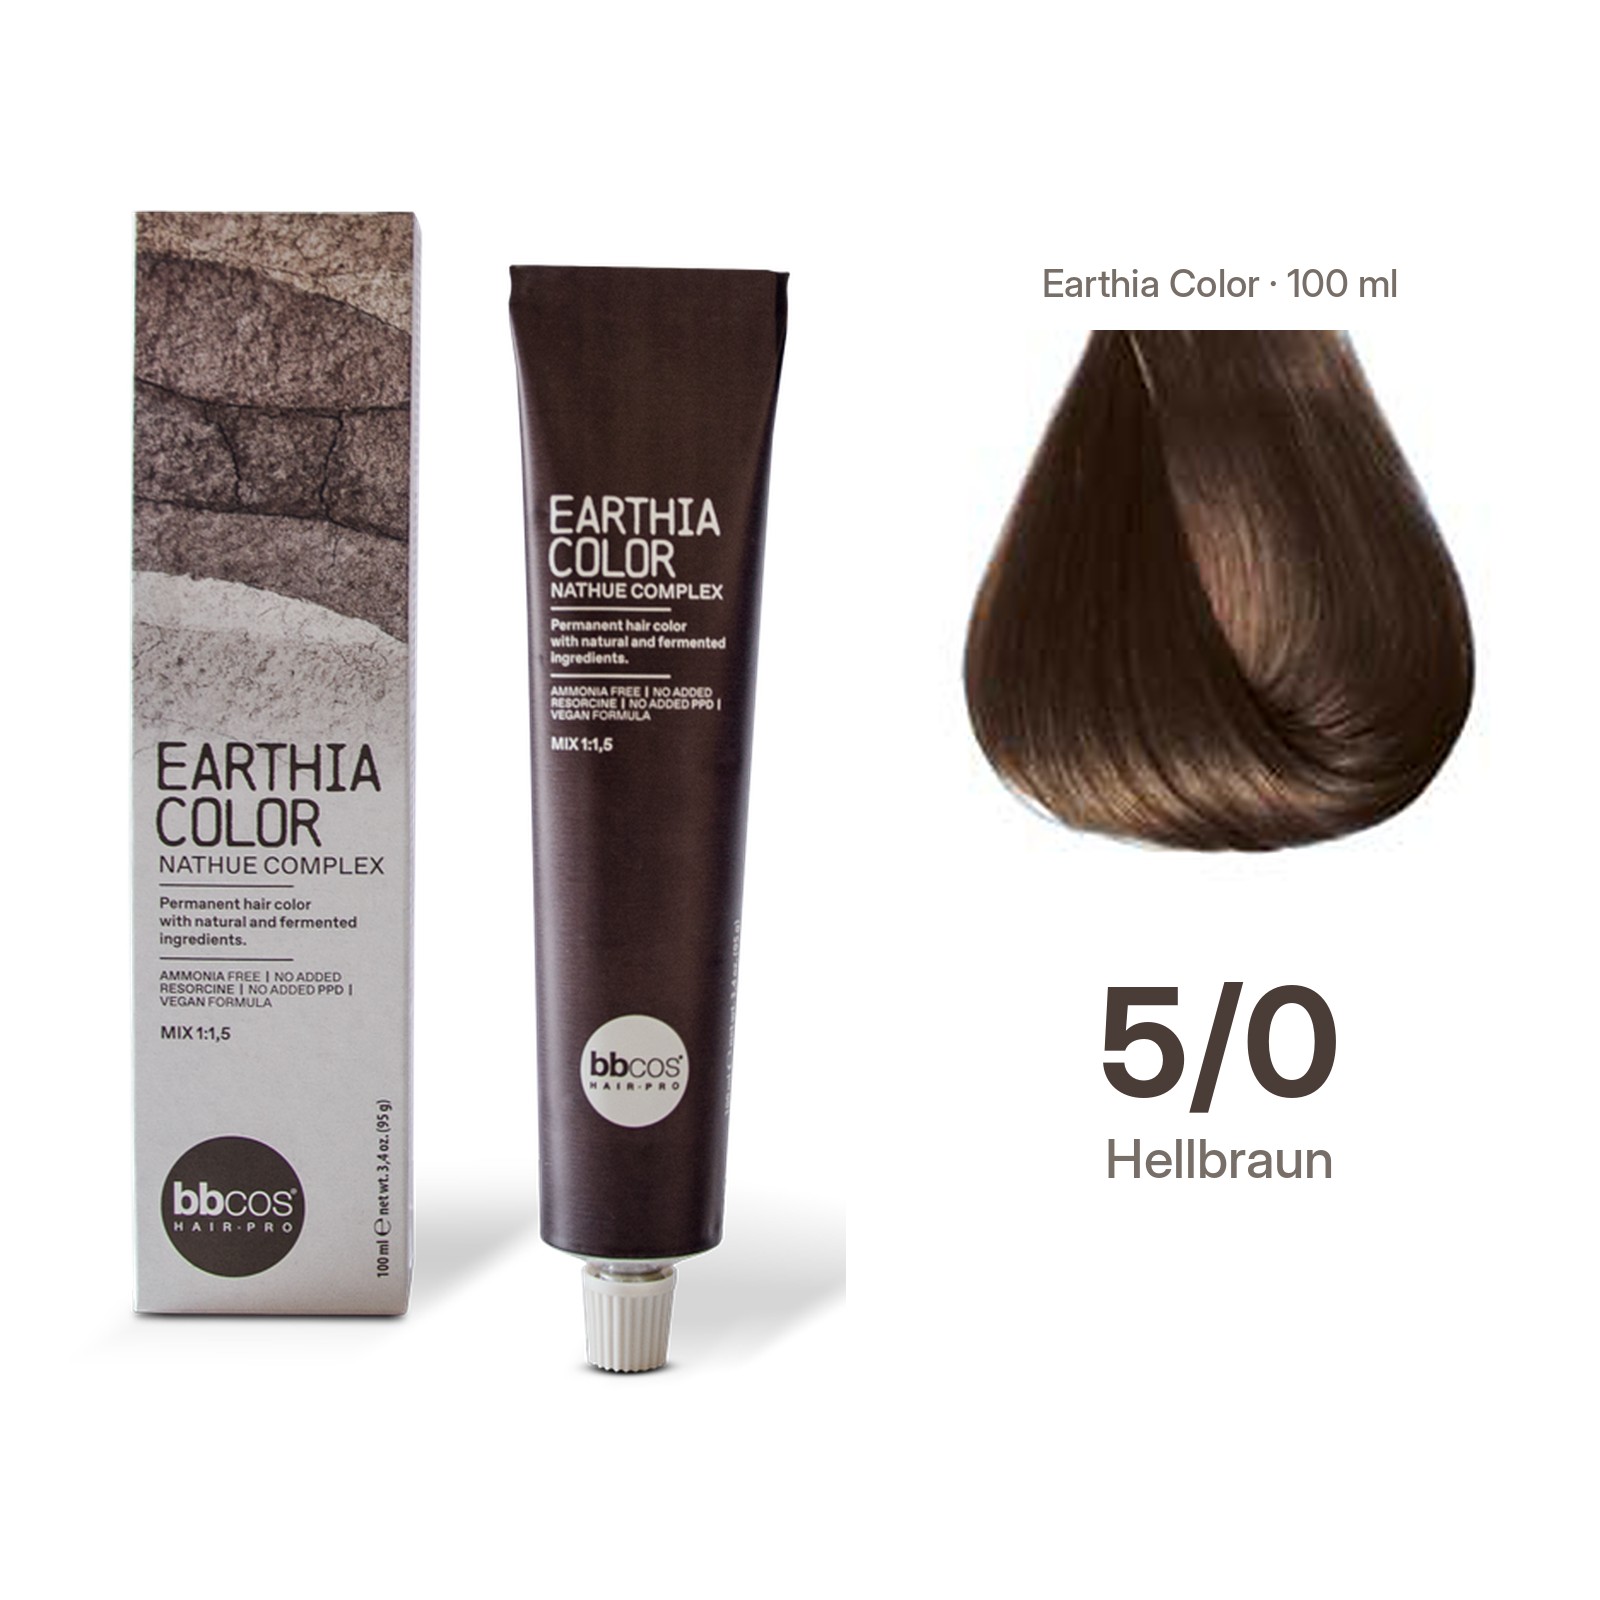 EARTHIA
COLOR
NATHUE COMPLEX
Permanent hair color
with natural and fermented
ingredients.
AMMONIA FREE | NO ADDED
RESORCINE | NO ADDED PPD |
VEGAN FORMULA
MIX 1:1,5
bbcos®
HAIR·PRO
100 ml ℮ net wt. 3,4 oz. (95 g)
EARTHIA
COLOR
NATHUE COMPLEX
Permanent hair color
with natural and fermented
ingredients.
AMMONIA FREE | NO ADDED
RESORCINE | NO ADDED PPD |
VEGAN FORMULA
MIX 1:1,5
bbcos®
HAIR·PRO
Earthia Color · 100 ml
5/0
Hellbraun